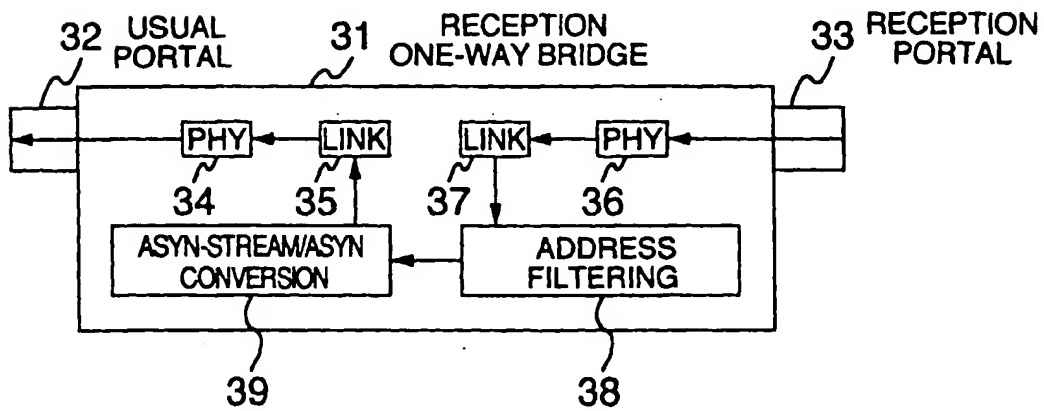 32 USUAL PORTAL
31 RECEPTION ONE-WAY BRIDGE
33 RECEPTION PORTAL
PHY
LINK
LINK
PHY
34
35
37
36
ASYN-STREAM/ASYN
CONVERSION
ADDRESS
FILTERING
39
38